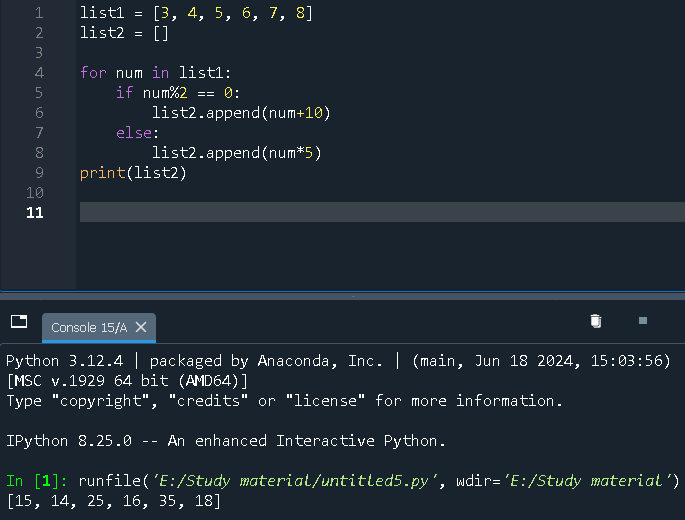 1 list1 = [3, 4, 5, 6, 7, 8]
2 list2 = []
3
4 for num in list1:
5     if num%2 == 0:
6         list2.append(num+10)
7     else:
8         list2.append(num*5)
9 print(list2)
10
11
Console 15/A
Python 3.12.4 | packaged by Anaconda, Inc. | (main, Jun 18 2024, 15:03:56)
[MSC v.1929 64 bit (AMD64)]
Type "copyright", "credits" or "license" for more information.
IPython 8.25.0 -- An enhanced Interactive Python.
In [1]: runfile('E:/Study material/untitled5.py', wdir='E:/Study material')
[15, 14, 25, 16, 35, 18]